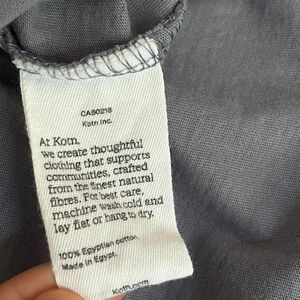 CA50218
Kotn Inc.
At Kotn,
we create thoughtful
clothing that supports
communities, crafted
from the finest natural
fibres. For best care,
machine wash cold and
lay flat or hang to dry.
100% Egyptian cotton.
Made in Egypt.
Kotn.com